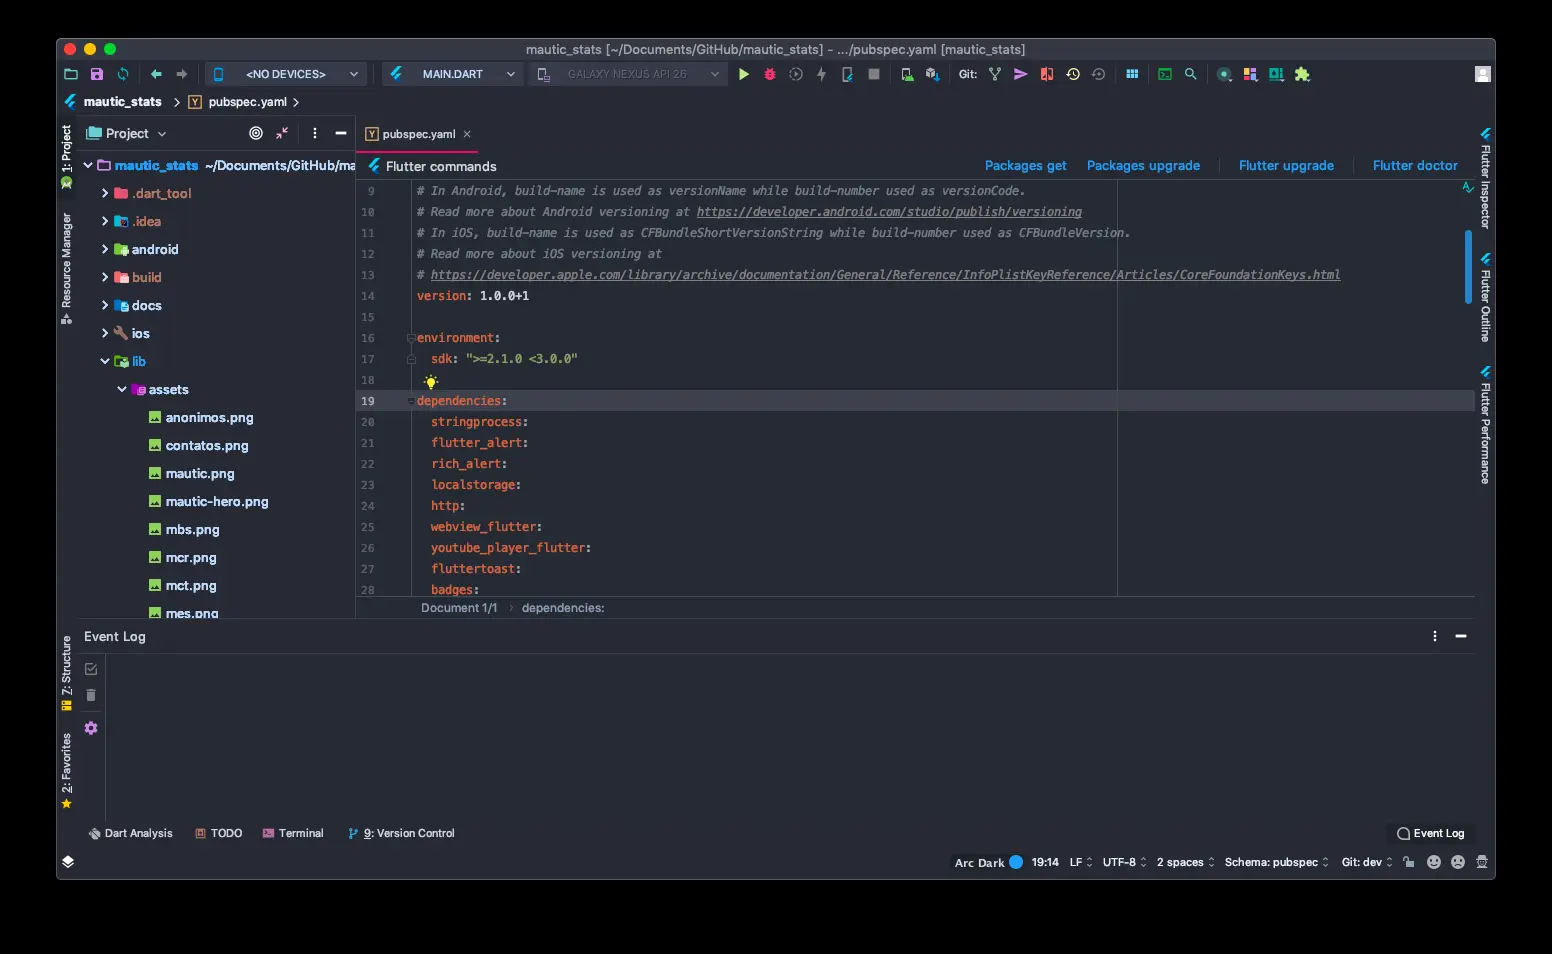 mautic_stats [~/Documents/GitHub/mautic_stats] - .../pubspec.yaml [mautic_stats]
<NO DEVICES>
MAIN.DART
GALAXY NEXUS API 26
Git:
mautic_stats
pubspec.yaml
1: Project
Resource Manager
Project
mautic_stats ~/Documents/GitHub/ma
.dart_tool
.idea
android
build
docs
ios
lib
assets
anonimos.png
contatos.png
mautic.png
mautic-hero.png
mbs.png
mcr.png
mct.png
mes.png
pubspec.yaml
Flutter commands
Packages get
Packages upgrade
Flutter upgrade
Flutter doctor
9 # In Android, build-name is used as versionName while build-number used as versionCode.
10 # Read more about Android versioning at https://developer.android.com/studio/publish/versioning
11 # In iOS, build-name is used as CFBundleShortVersionString while build-number used as CFBundleVersion.
12 # Read more about iOS versioning at
13 # https://developer.apple.com/library/archive/documentation/General/Reference/InfoPlistKeyReference/Articles/CoreFoundationKeys.html
14 version: 1.0.0+1
15
16 environment:
17 sdk: ">=2.1.0 <3.0.0"
18
19 dependencies:
20 stringprocess:
21 flutter_alert:
22 rich_alert:
23 localstorage:
24 http:
25 webview_flutter:
26 youtube_player_flutter:
27 fluttertoast:
28 badges:
Document 1/1
dependencies:
Flutter Inspector
Flutter Outline
Flutter Performance
Event Log
Z: Structure
2: Favorites
Dart Analysis
TODO
Terminal
9: Version Control
Event Log
Arc Dark
19:14
LF
UTF-8
2 spaces
Schema: pubspec
Git: dev